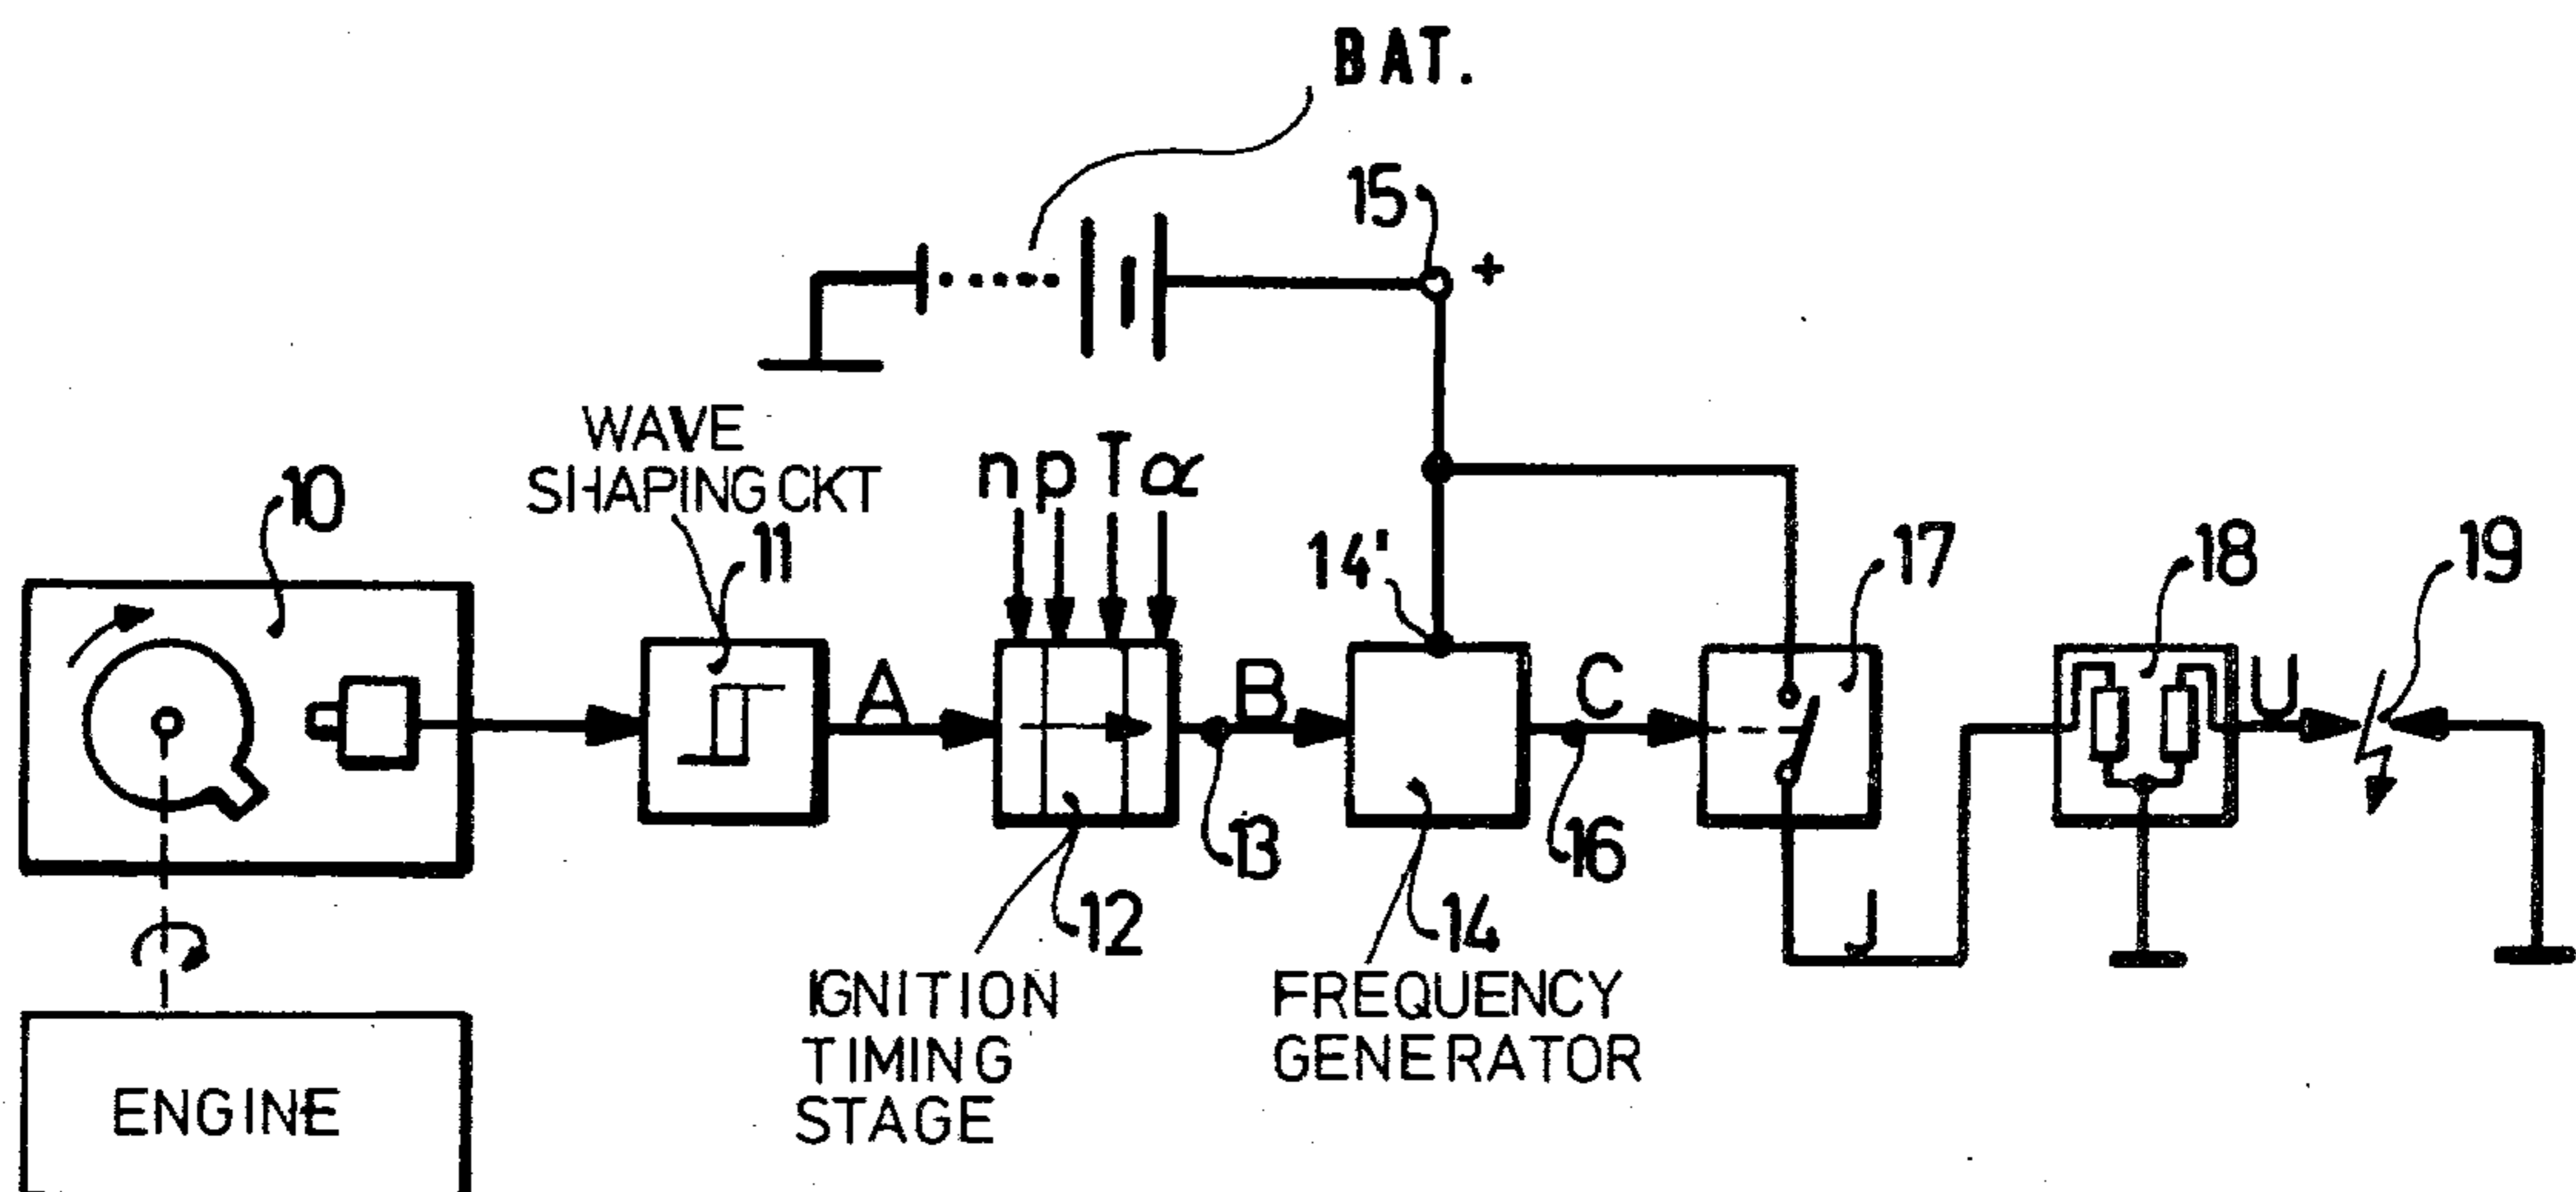 BAT.
15
+
WAVE
SHAPING CKT
n p T α
10
11
14'
17
18
19
A
B
C
U
13
16
12
14
J
IGNITION
TIMING
STAGE
FREQUENCY
GENERATOR
ENGINE